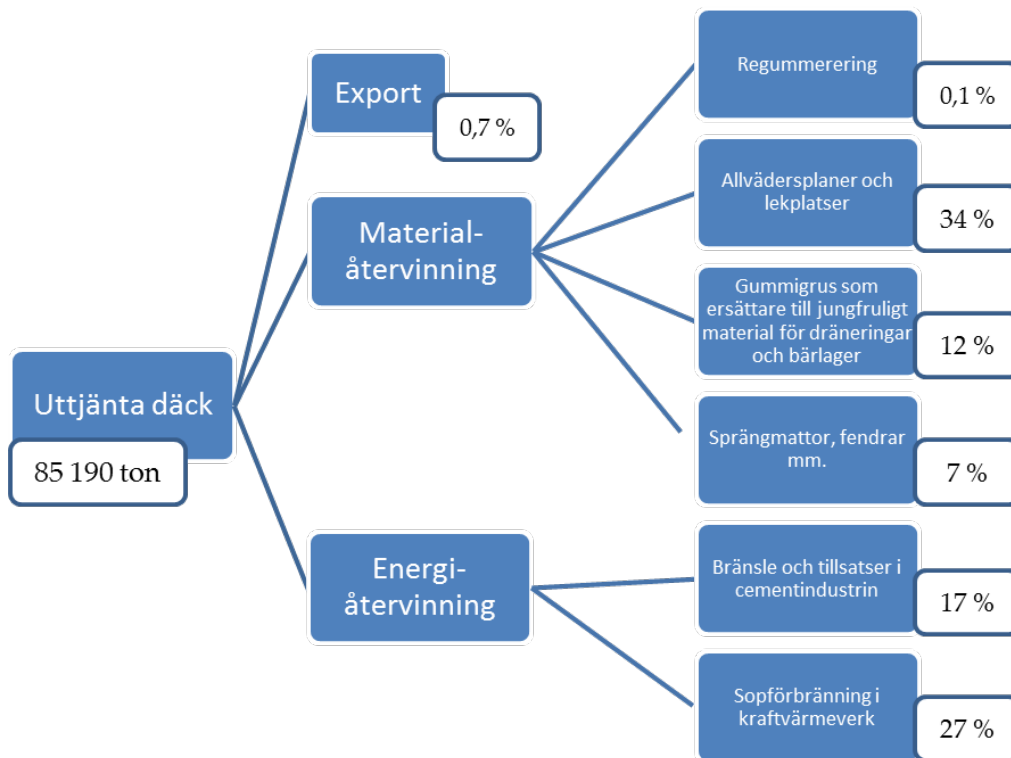 Uttjänta däck
85 190 ton
Export
0,7 %
Material-
återvinning
Regummerering
0,1 %
Allvädersplaner och
lekplatser
34 %
Gummigrus som
ersättare till jungfruligt
material för dräneringar
och bärlager
12 %
Sprängmattor, fendrar
mm.
7 %
Energi-
återvinning
Bränsle och tillsatser i
cementindustrin
17 %
Sopförbränning i
kraftvärmeverk
27 %